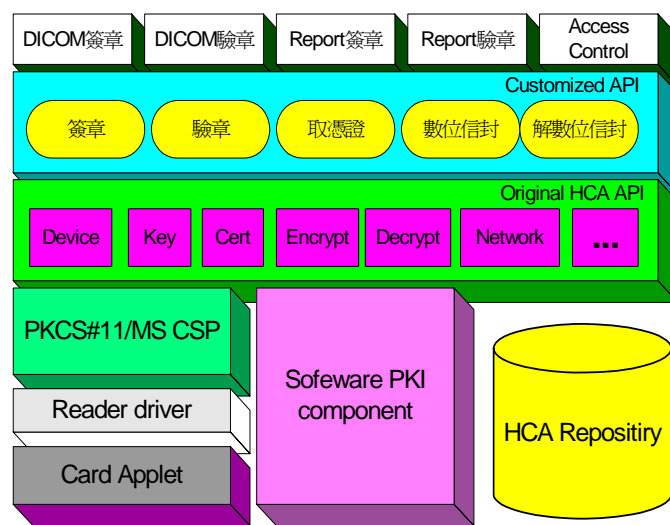 DICOM簽章
DICOM驗章
Report簽章
Report驗章
Access
Control
Customized API
簽章
驗章
取憑證
數位信封
解數位信封
Original HCA API
Device
Key
Cert
Encrypt
Decrypt
Network
...
PKCS#11/MS CSP
Reader driver
Card Applet
Sofeware PKI
component
HCA Repositiry